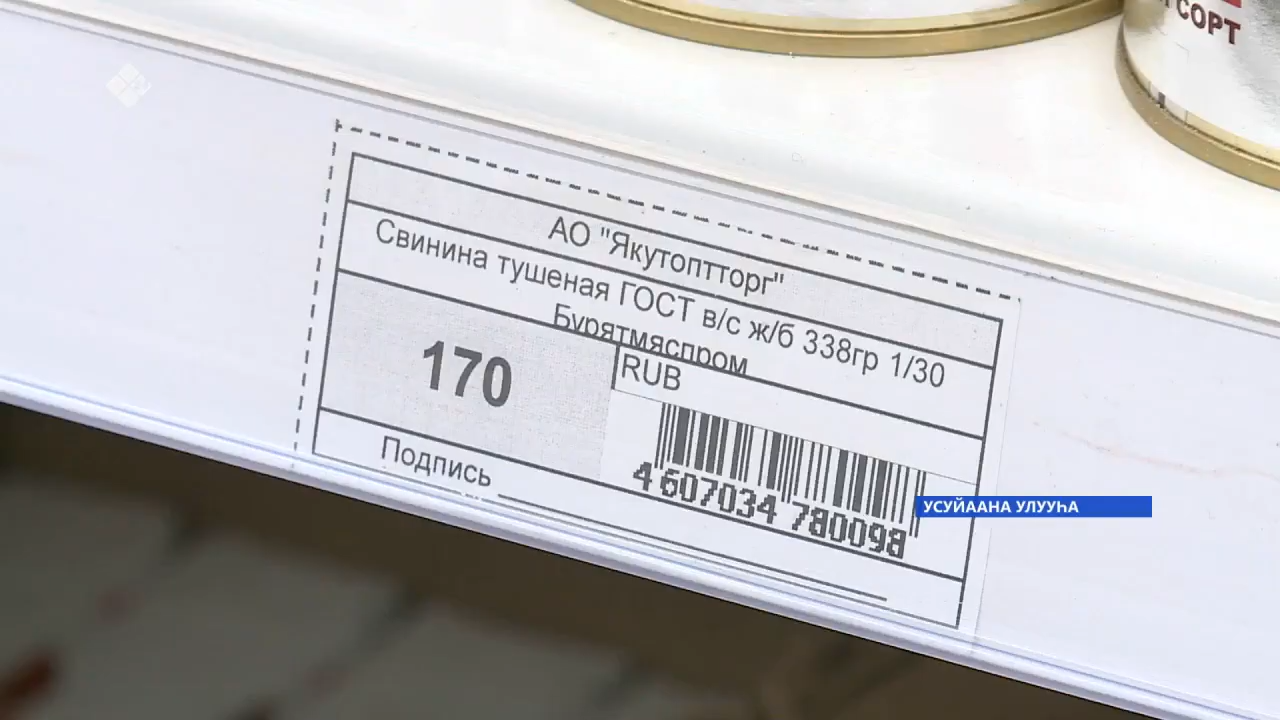 СОРТ
АО "Якутоптторг"
Свинина тушеная ГОСТ в/с ж/б 338гр 1/30
Бурятмяспром
170
RUB
4 607034 780098
Подпись
УСУЙААНА УЛУУҺА